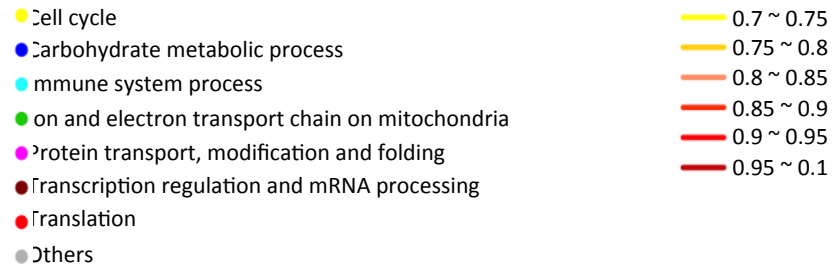 Cell cycle
Carbohydrate metabolic process
Immune system process
Ion and electron transport chain on mitochondria
Protein transport, modification and folding
Transcription regulation and mRNA processing
Translation
Others
0.7 ~ 0.75
0.75 ~ 0.8
0.8 ~ 0.85
0.85 ~ 0.9
0.9 ~ 0.95
0.95 ~ 0.1